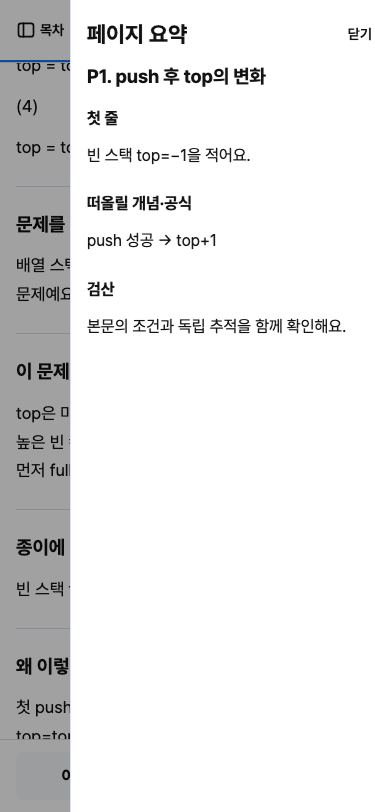 목차
top = to
(4)
top = to
문제를
배열 스
문제예요
이 문제
top은
높은 빈
먼저 full
종이에
빈 스택
왜 이렇
첫 push
페이지 요약
닫기
P1. push 후 top의 변화
첫 줄
빈 스택 top=−1을 적어요.
떠올릴 개념·공식
push 성공 → top+1
검산
본문의 조건과 독립 추적을 함께 확인해요.